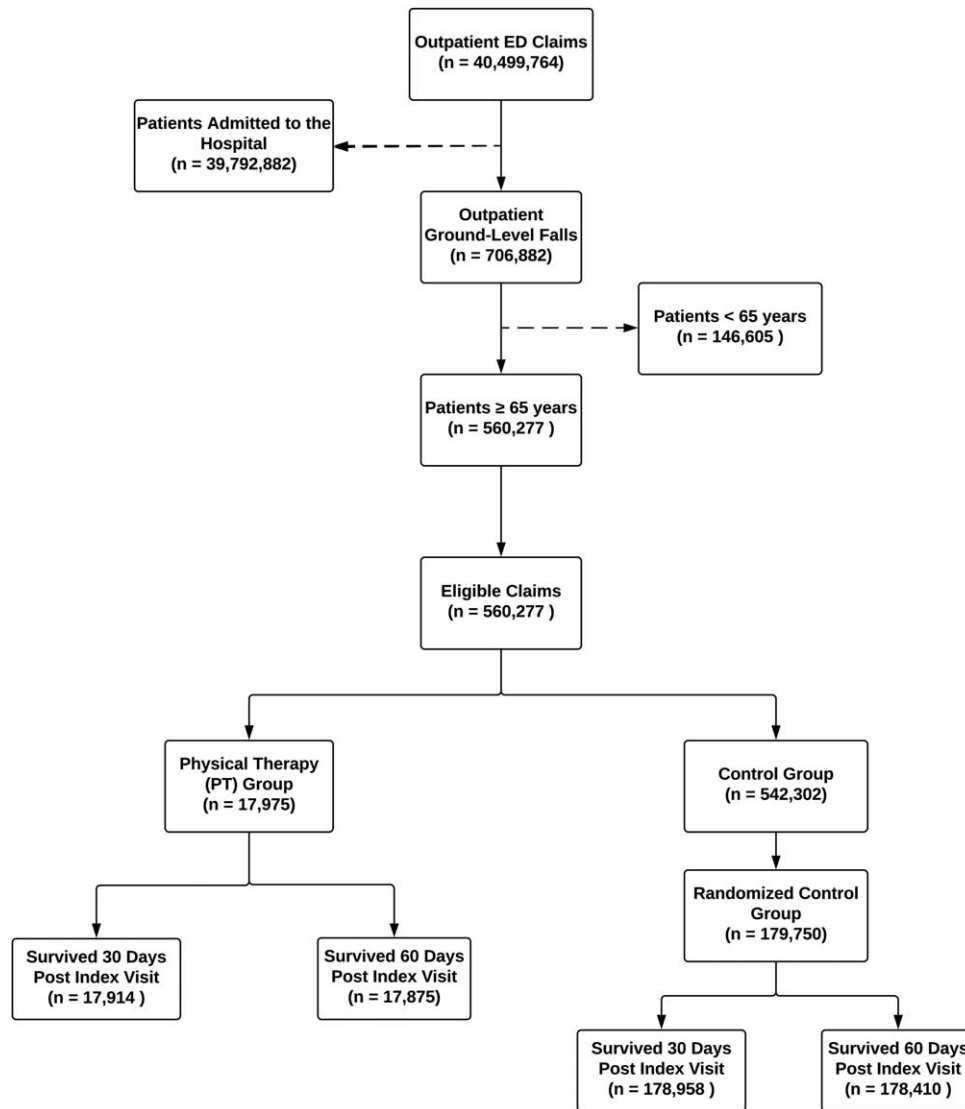 Outpatient ED Claims
(n = 40,499,764)
Patients Admitted to the
Hospital
(n = 39,792,882)
Outpatient
Ground-Level Falls
(n = 706,882)
Patients < 65 years
(n = 146,605 )
Patients ≥ 65 years
(n = 560,277 )
Eligible Claims
(n = 560,277 )
Physical Therapy
(PT) Group
(n = 17,975)
Control Group
(n = 542,302)
Randomized Control
Group
(n = 179,750)
Survived 30 Days
Post Index Visit
(n = 17,914 )
Survived 60 Days
Post Index Visit
(n = 17,875)
Survived 30 Days
Post Index Visit
(n = 178,958 )
Survived 60 Days
Post Index Visit
(n = 178,410 )